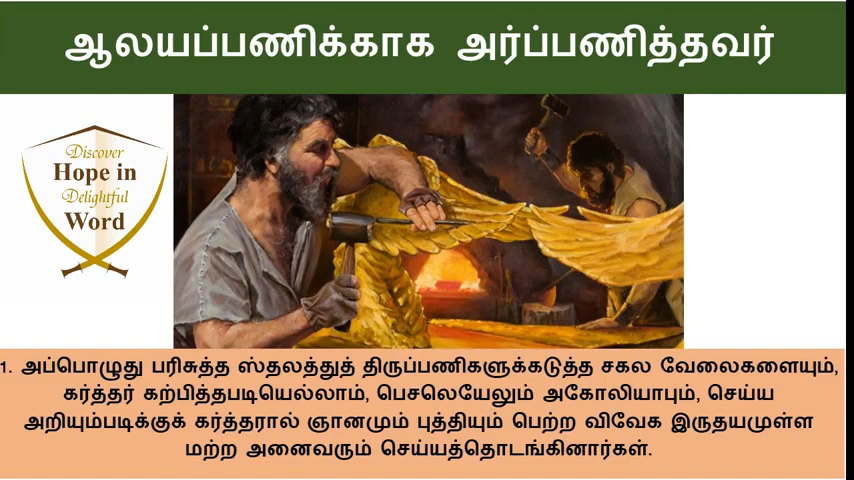 ஆலயப்பணிக்காக அர்ப்பணித்தவர்
Discover
Hope in
Delightful
Word
1. அப்பொழுது பரிசுத்த ஸ்தலத்துத் திருப்பணிகளுக்கடுத்த சகல வேலைகளையும்,
கர்த்தர் கற்பித்தபடியெல்லாம், பெசலெயேலும் அகோலியாபும், செய்ய
அறியும்படிக்குக் கர்த்தரால் ஞானமும் புத்தியும் பெற்ற விவேக இருதயமுள்ள
மற்ற அனைவரும் செய்யத்தொடங்கினார்கள்.